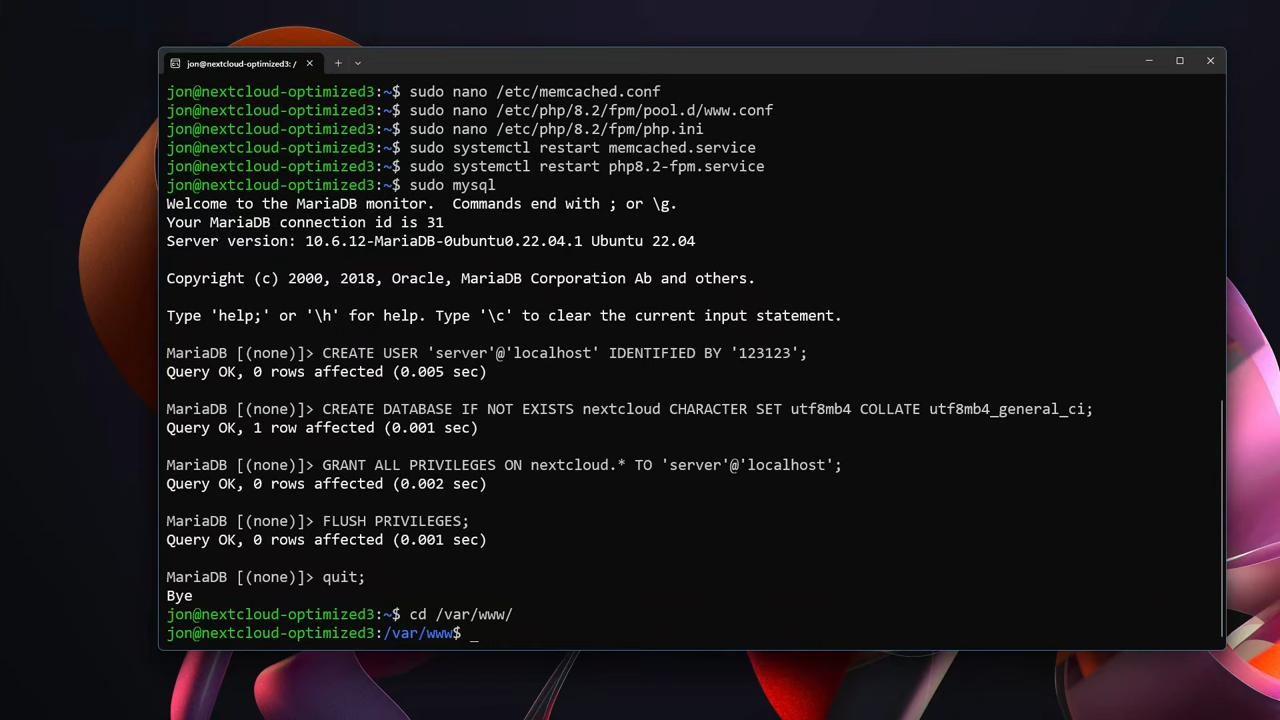 jon@nextcloud-optimized3: /
jon@nextcloud-optimized3:~$ sudo nano /etc/memcached.conf
jon@nextcloud-optimized3:~$ sudo nano /etc/php/8.2/fpm/pool.d/www.conf
jon@nextcloud-optimized3:~$ sudo nano /etc/php/8.2/fpm/php.ini
jon@nextcloud-optimized3:~$ sudo systemctl restart memcached.service
jon@nextcloud-optimized3:~$ sudo systemctl restart php8.2-fpm.service
jon@nextcloud-optimized3:~$ sudo mysql
Welcome to the MariaDB monitor.  Commands end with ; or \g.
Your MariaDB connection id is 31
Server version: 10.6.12-MariaDB-0ubuntu0.22.04.1 Ubuntu 22.04
Copyright (c) 2000, 2018, Oracle, MariaDB Corporation Ab and others.
Type 'help;' or '\h' for help. Type '\c' to clear the current input statement.
MariaDB [(none)]> CREATE USER 'server'@'localhost' IDENTIFIED BY '123123';
Query OK, 0 rows affected (0.005 sec)
MariaDB [(none)]> CREATE DATABASE IF NOT EXISTS nextcloud CHARACTER SET utf8mb4 COLLATE utf8mb4_general_ci;
Query OK, 1 row affected (0.001 sec)
MariaDB [(none)]> GRANT ALL PRIVILEGES ON nextcloud.* TO 'server'@'localhost';
Query OK, 0 rows affected (0.002 sec)
MariaDB [(none)]> FLUSH PRIVILEGES;
Query OK, 0 rows affected (0.001 sec)
MariaDB [(none)]> quit;
Bye
jon@nextcloud-optimized3:~$ cd /var/www/
jon@nextcloud-optimized3:/var/www$ _